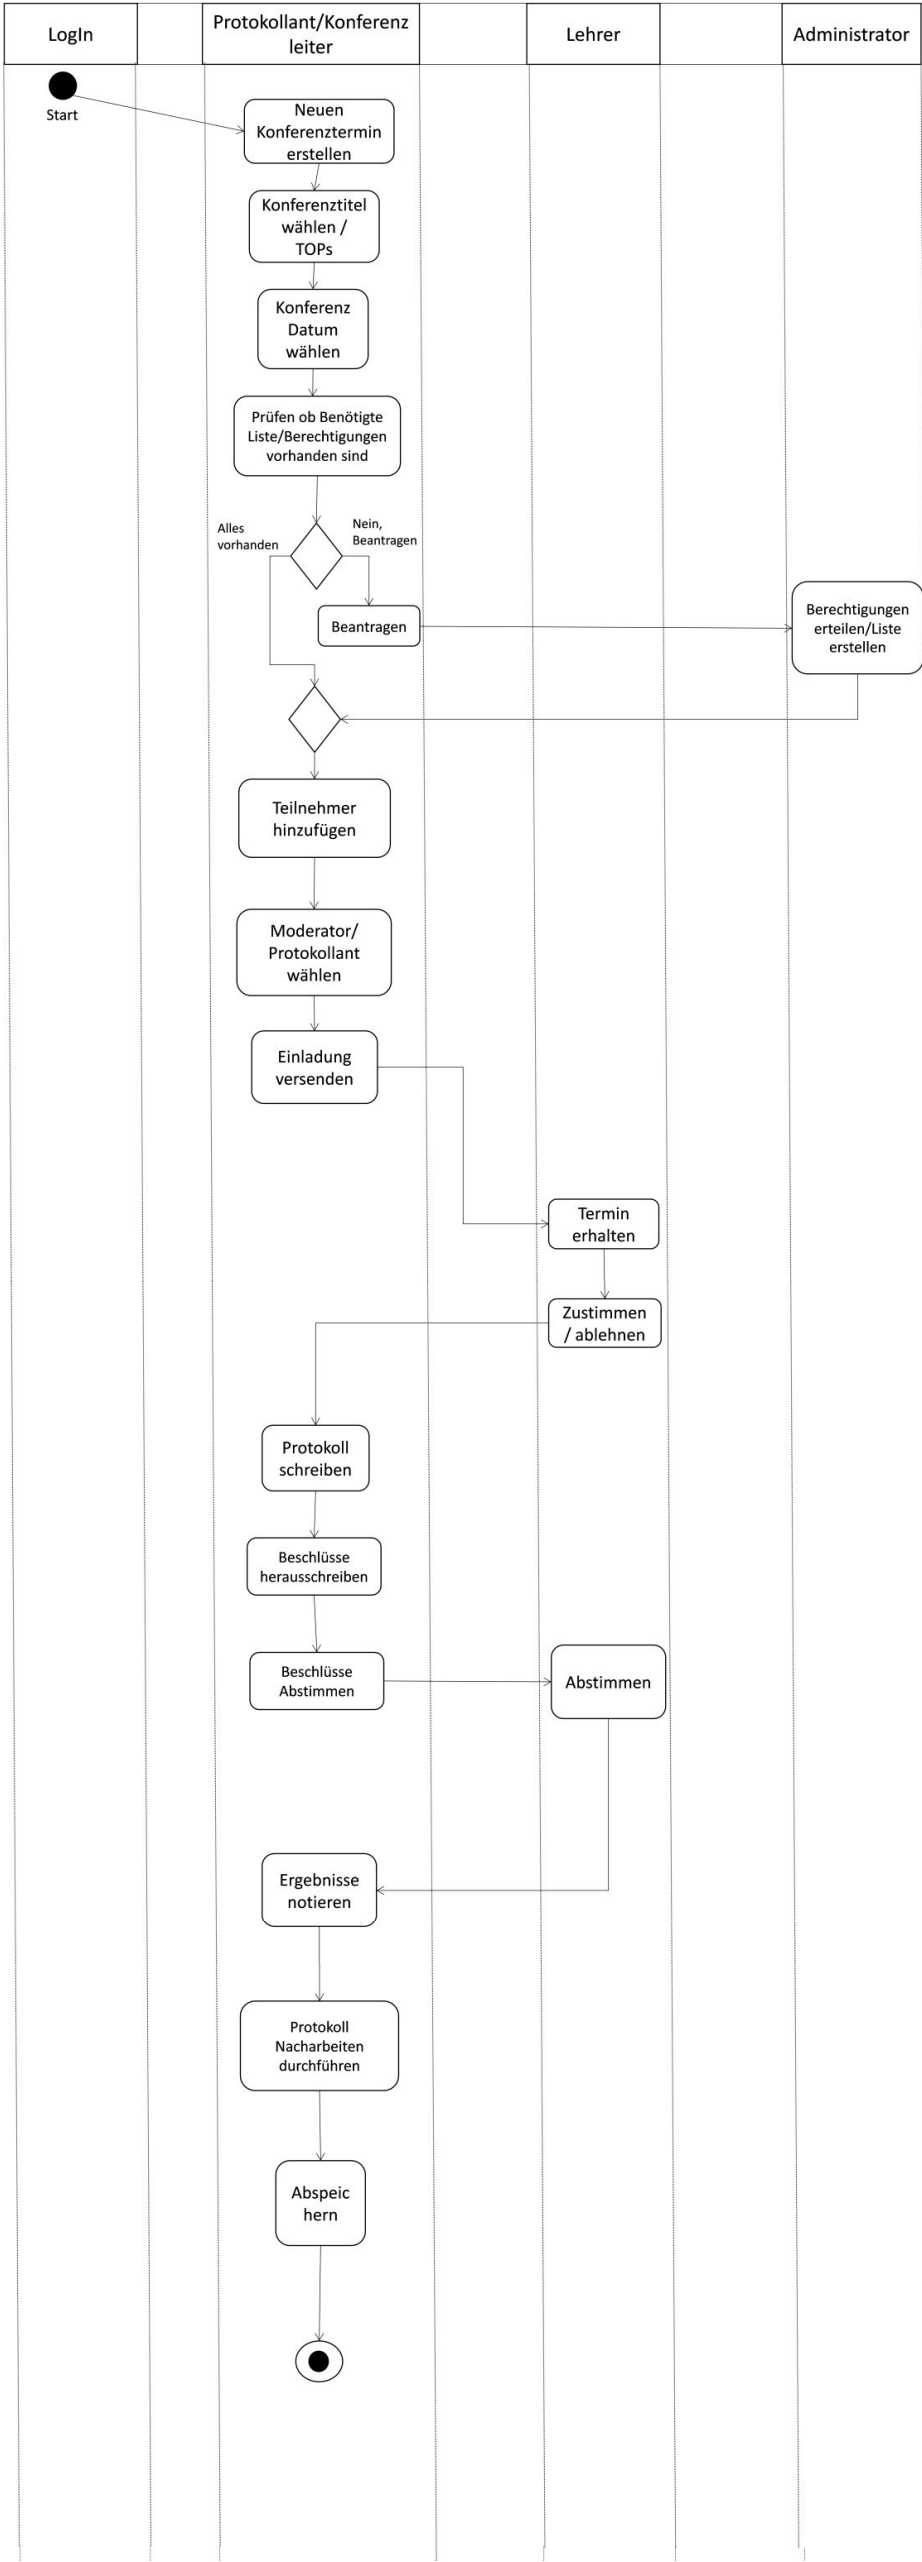 LogIn
Protokollant/Konferenz
leiter
Lehrer
Administrator
Start
Neuen
Konferenztermin
erstellen
Konferenztitel
wählen /
TOPs
Konferenz
Datum
wählen
Prüfen ob Benötigte
Liste/Berechtigungen
vorhanden sind
Alles
vorhanden
Nein,
Beantragen
Beantragen
Berechtigungen
erteilen/Liste
erstellen
Teilnehmer
hinzufügen
Moderator/
Protokollant
wählen
Einladung
versenden
Termin
erhalten
Zustimmen
/ ablehnen
Protokoll
schreiben
Beschlüsse
herausschreiben
Beschlüsse
Abstimmen
Abstimmen
Ergebnisse
notieren
Protokoll
Nacharbeiten
durchführen
Abspeic
hern